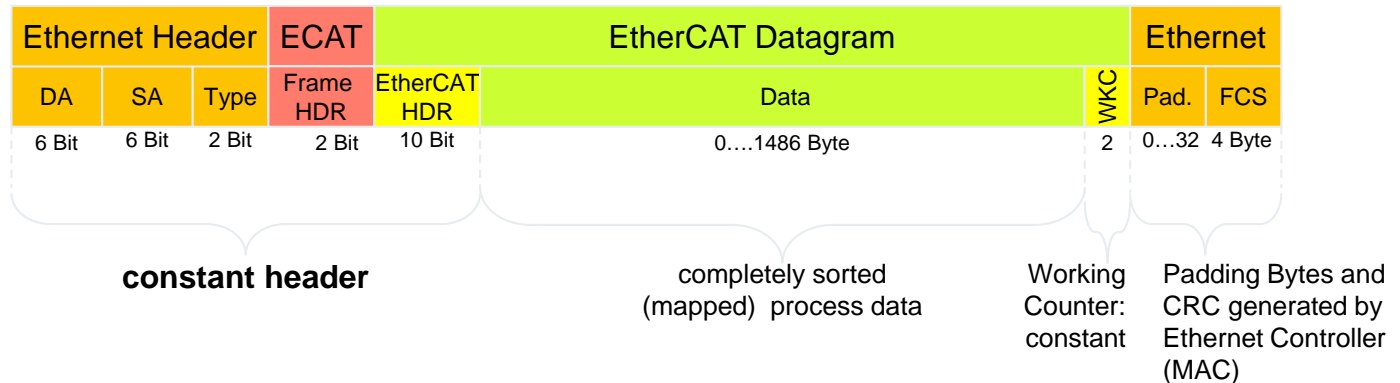 Ethernet Header ECAT EtherCAT Datagram Ethernet
DA SA Type Frame HDR EtherCAT HDR Data WKC Pad. FCS
6 Bit 6 Bit 2 Bit 2 Bit 10 Bit 0….1486 Byte 2 0…32 4 Byte
constant header
completely sorted
(mapped) process data
Working
Counter:
constant
Padding Bytes and
CRC generated by
Ethernet Controller
(MAC)